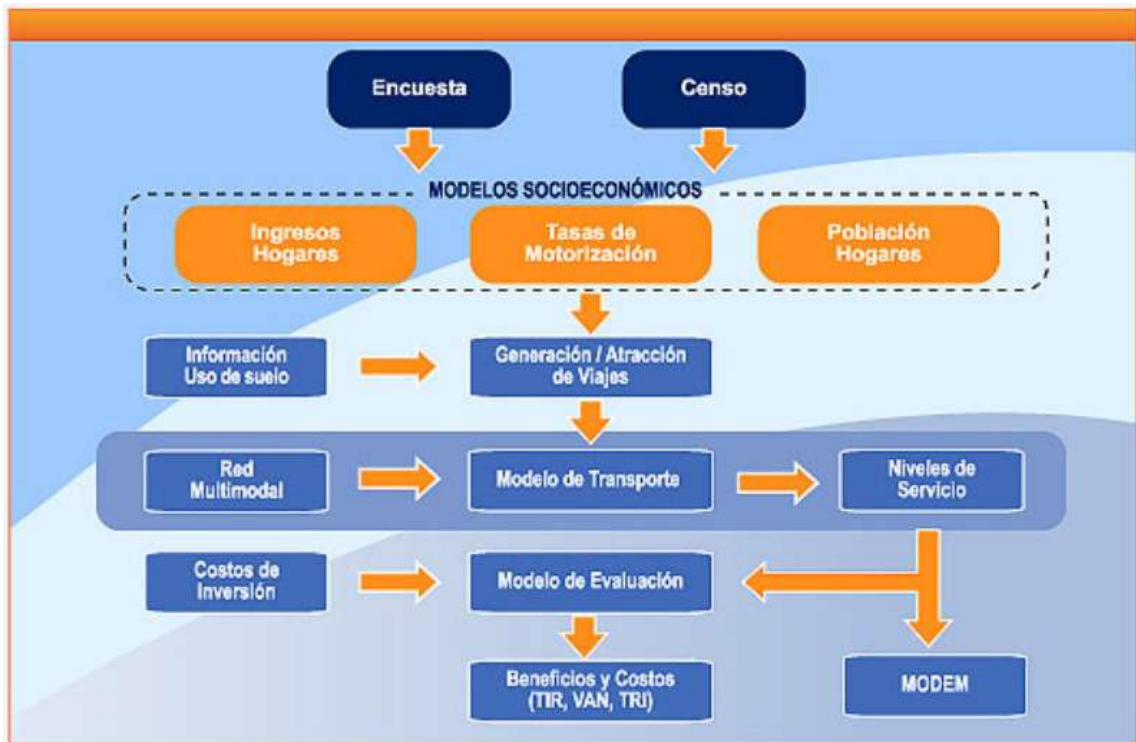 Encuesta
Censo
MODELOS SOCIOECONÓMICOS
Ingresos
Hogares
Tasas de
Motorización
Población
Hogares
Información
Uso de suelo
Generación / Atracción
de Viajes
Red
Multimodal
Modelo de Transporte
Niveles de
Servicio
Costos de
Inversión
Modelo de Evaluación
Beneficios y Costos
(TIR, VAN, TRI)
MODEM